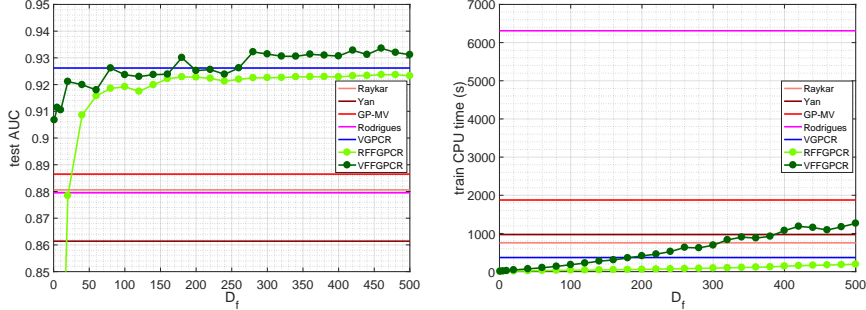 0.95
0.94
0.93
0.92
0.91
0.9
0.89
0.88
0.87
0.86
0.85
test AUC
0 50 100 150 200 250 300 350 400 450 500
D_f
Raykar
Yan
GP-MV
Rodrigues
VGPCR
RFFGPCR
VFFGPCR
7000
6000
5000
4000
3000
2000
1000
0
train CPU time (s)
0 100 200 300 400 500
D_f
Raykar
Yan
GP-MV
Rodrigues
VGPCR
RFFGPCR
VFFGPCR